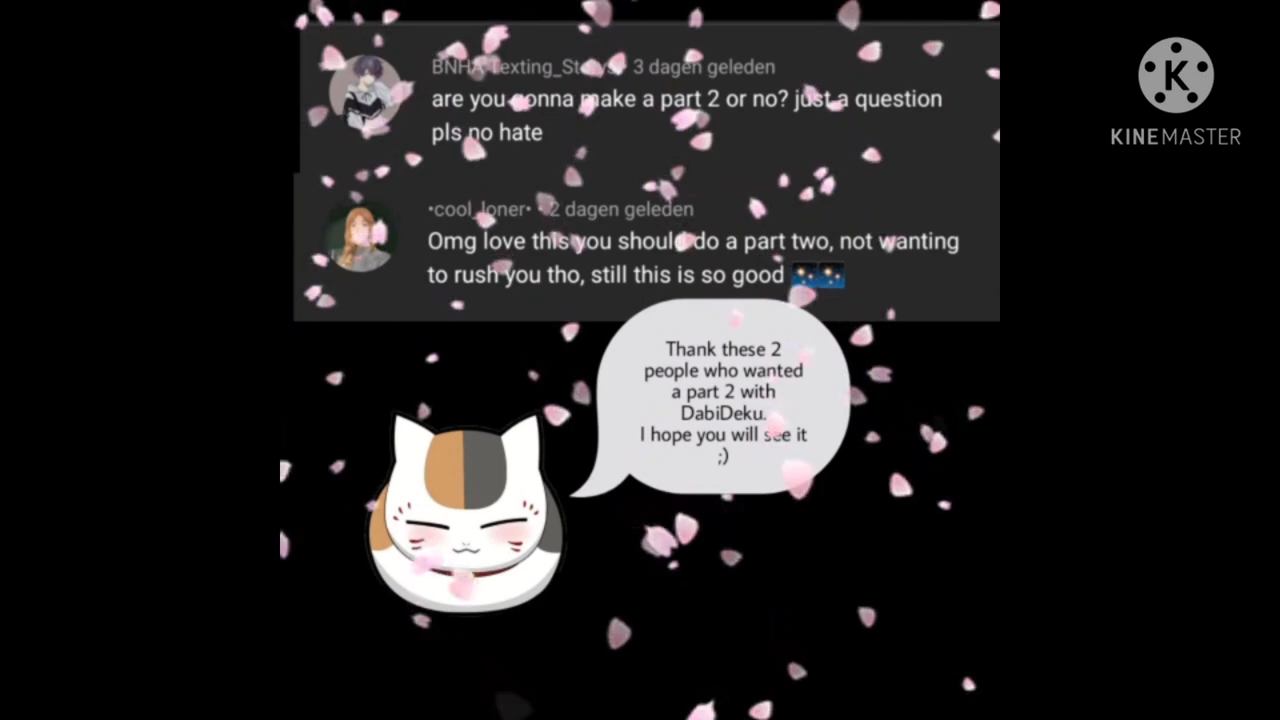 BNHA Texting_Storys · 3 dagen geleden
are you gonna make a part 2 or no? just a question
pls no hate
•cool_loner• · 2 dagen geleden
Omg love this you should do a part two, not wanting
to rush you tho, still this is so good
Thank these 2
people who wanted
a part 2 with
DabiDeku.
I hope you will see it
;)
K
KINEMASTER